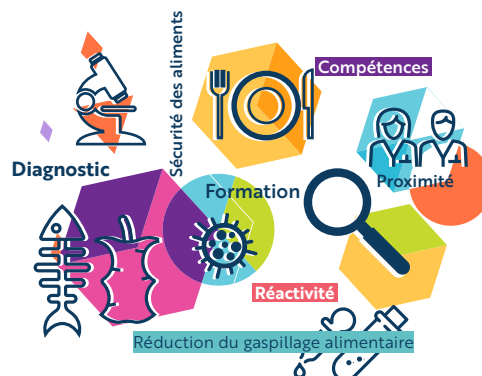 Sécurité des aliments
Compétences
Diagnostic
Formation
Proximité
Réactivité
Réduction du gaspillage alimentaire